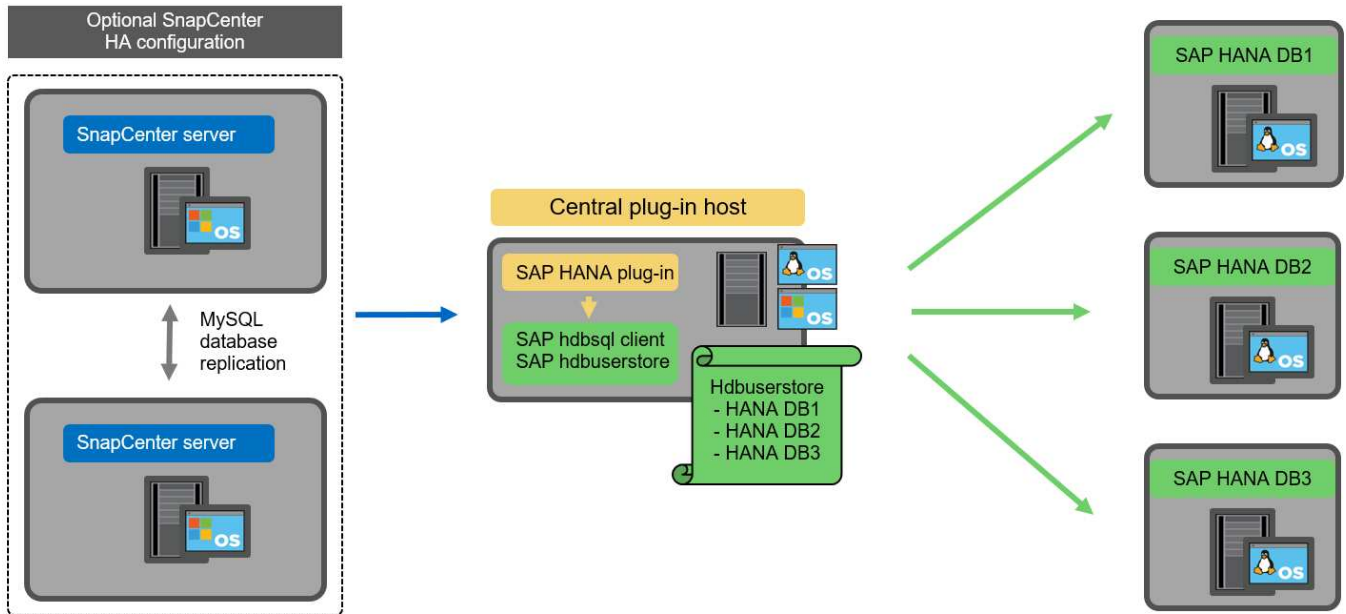 Optional SnapCenter
HA configuration
SnapCenter server
OS
MySQL
database
replication
SnapCenter server
OS
Central plug-in host
SAP HANA plug-in
SAP hdbsql client
SAP hdbuserstore
OS
OS
Hdbuserstore
- HANA DB1
- HANA DB2
- HANA DB3
SAP HANA DB1
OS
SAP HANA DB2
OS
SAP HANA DB3
OS